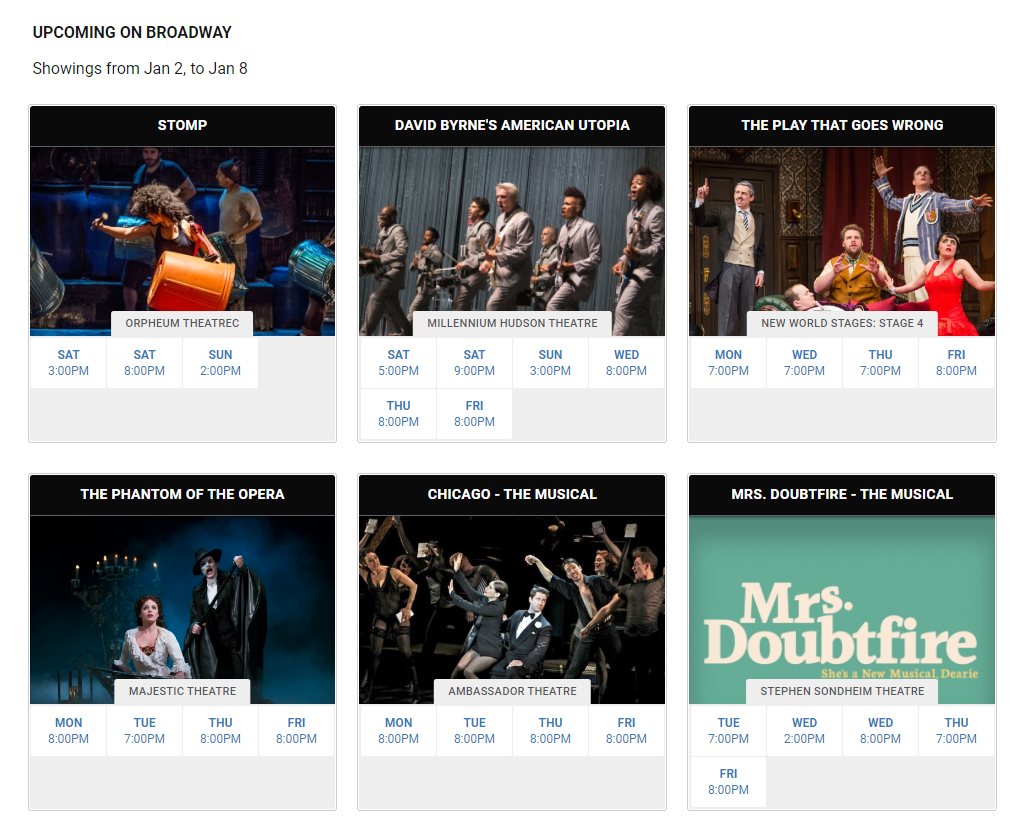 UPCOMING ON BROADWAY
Showings from Jan 2, to Jan 8
STOMP
ORPHEUM THEATREC
SAT SAT SUN
3:00PM 8:00PM 2:00PM
DAVID BYRNE'S AMERICAN UTOPIA
MILLENNIUM HUDSON THEATRE
SAT SAT SUN WED
5:00PM 9:00PM 3:00PM 8:00PM
THU FRI
8:00PM 8:00PM
THE PLAY THAT GOES WRONG
NEW WORLD STAGES: STAGE 4
MON WED THU FRI
7:00PM 7:00PM 7:00PM 8:00PM
THE PHANTOM OF THE OPERA
MAJESTIC THEATRE
MON TUE THU FRI
8:00PM 7:00PM 8:00PM 8:00PM
CHICAGO - THE MUSICAL
AMBASSADOR THEATRE
MON TUE THU FRI
8:00PM 8:00PM 8:00PM 8:00PM
MRS. DOUBTFIRE - THE MUSICAL
Mrs.
Doubtfire
She's a New Musical, Dearie
STEPHEN SONDHEIM THEATRE
TUE WED WED THU
7:00PM 2:00PM 8:00PM 7:00PM
FRI
8:00PM